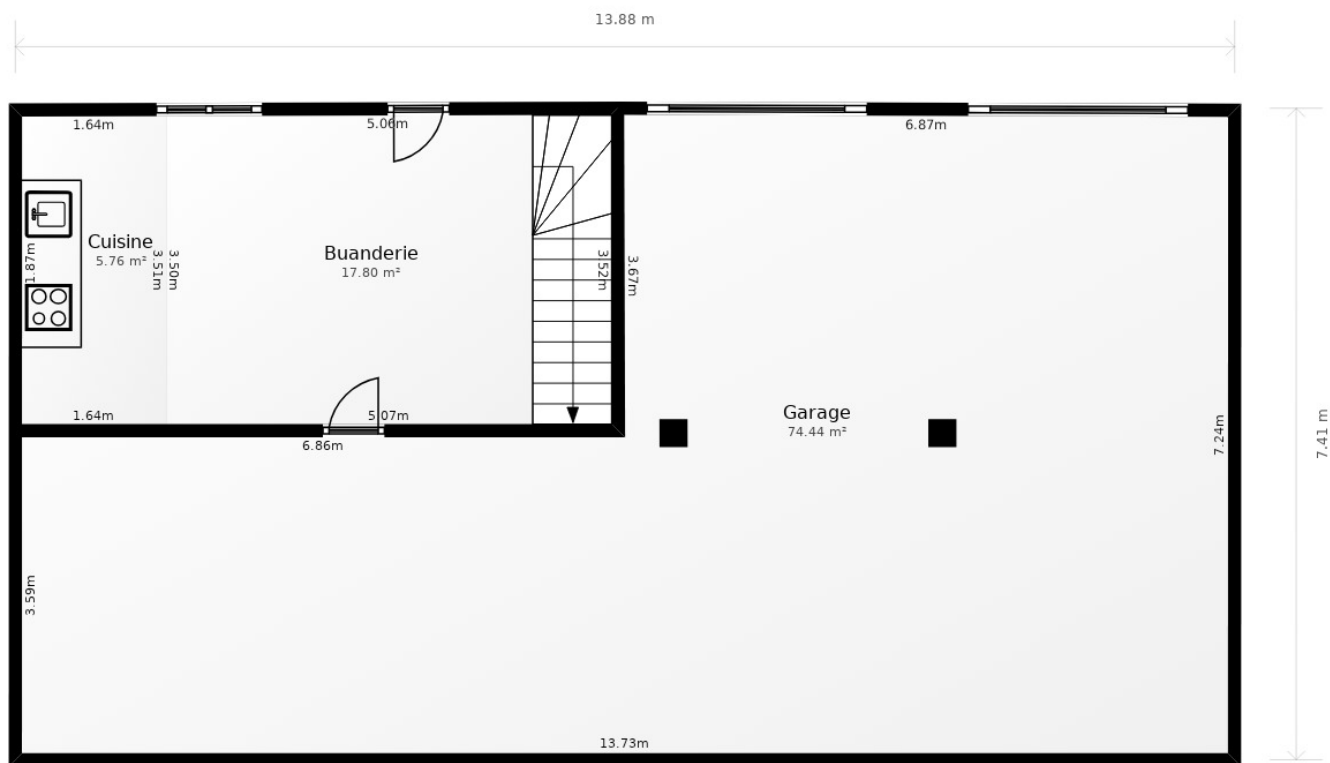 13.88 m
1.64m
5.06m
6.87m
Cuisine
5.76 m²
1.87m
3.51m
3.50m
Buanderie
17.80 m²
3.52m
3.67m
1.64m
5.07m
6.86m
Garage
74.44 m²
7.24m
7.41 m
3.59m
13.73m